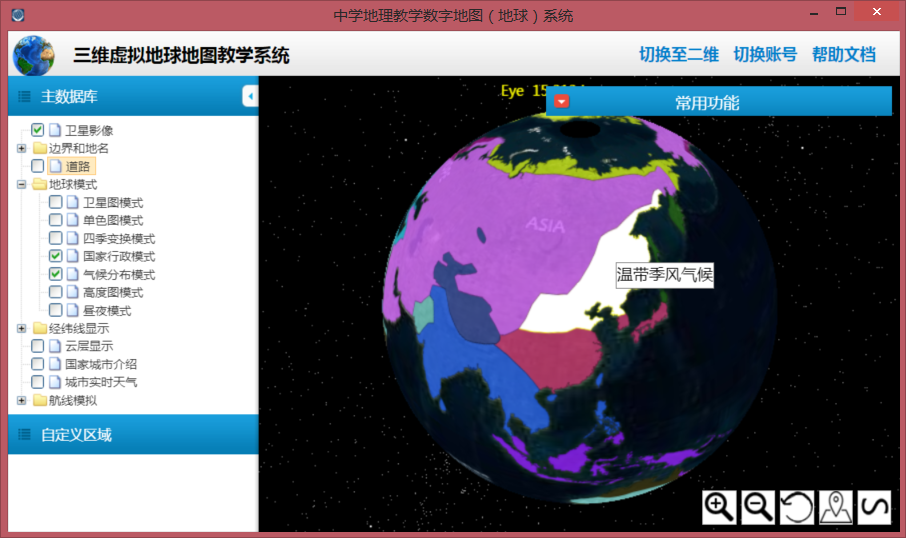 中学地理教学数字地图（地球）系统
三维虚拟地球地图教学系统
切换至二维 切换账号 帮助文档
主数据库
卫星影像
边界和地名
道路
地球模式
卫星图模式
单色图模式
四季变换模式
国家行政模式
气候分布模式
高度图模式
昼夜模式
经纬线显示
云层显示
国家城市介绍
城市实时天气
航线模拟
自定义区域
Eye
常用功能
ASIA
温带季风气候